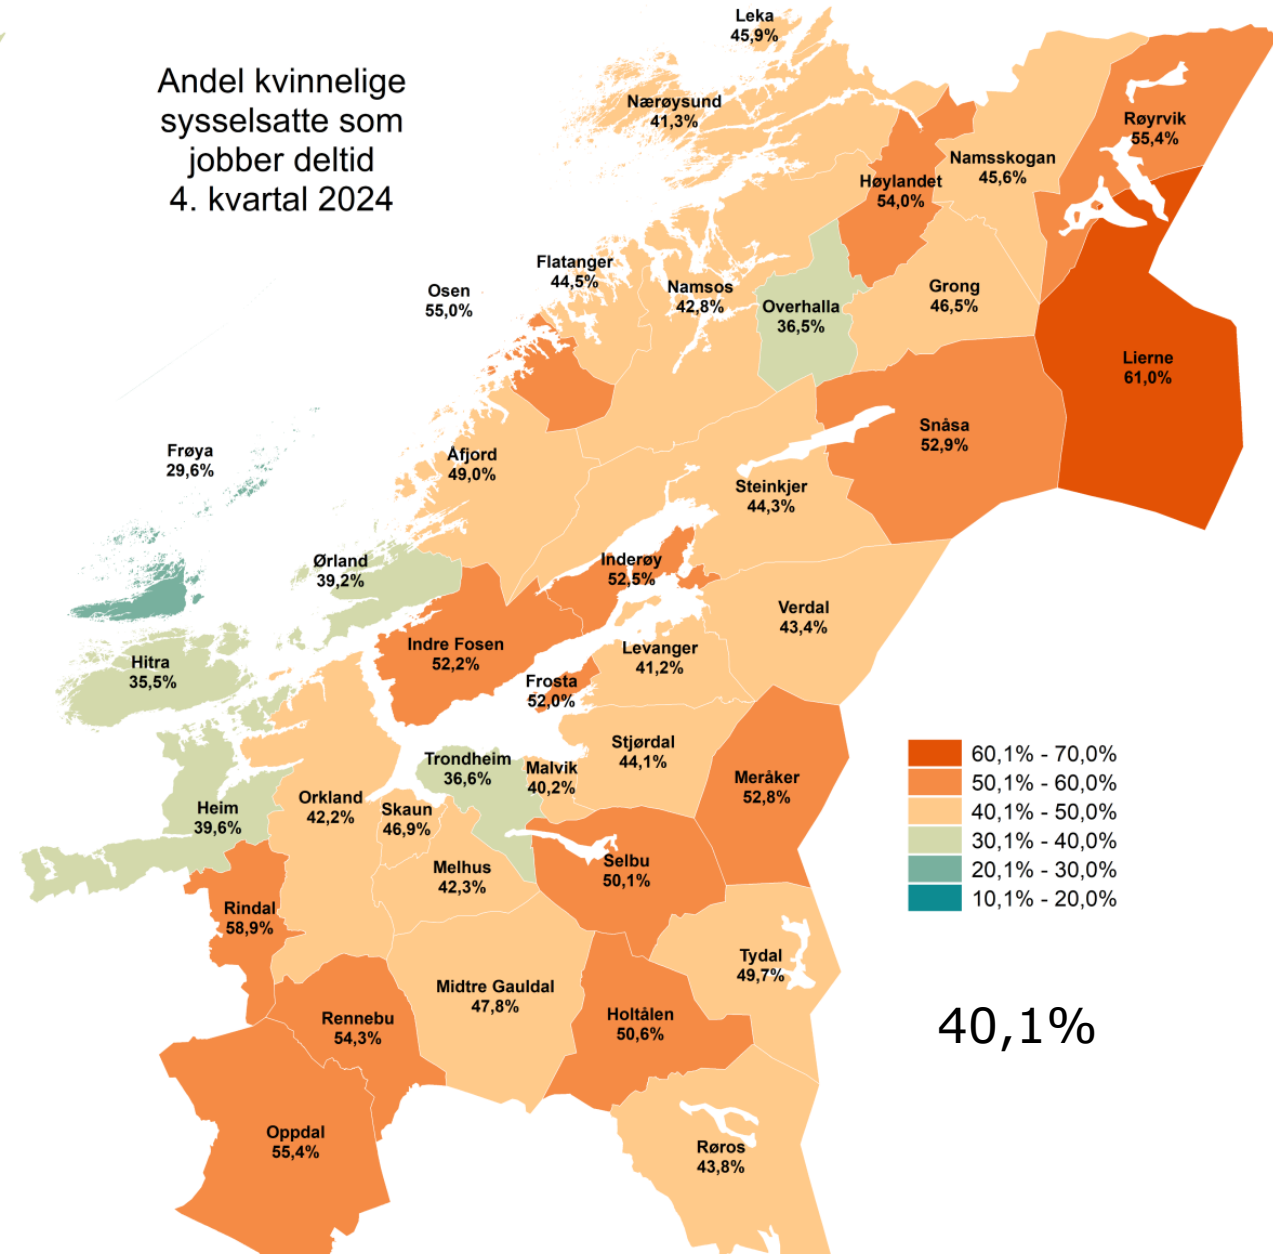 Andel kvinnelige
sysselsatte som
jobber deltid
4. kvartal 2024
Leka
45,9%
Nærøysund
41,3%
Røyrvik
55,4%
Namsskogan
45,6%
Høylandet
54,0%
Flatanger
44,5%
Osen
55,0%
Namsos
42,8%
Overhalla
36,5%
Grong
46,5%
Lierne
61,0%
Snåsa
52,9%
Frøya
29,6%
Åfjord
49,0%
Steinkjer
44,3%
Ørland
39,2%
Inderøy
52,5%
Verdal
43,4%
Indre Fosen
52,2%
Levanger
41,2%
Hitra
35,5%
Frosta
52,0%
Stjørdal
44,1%
Trondheim
36,6%
Malvik
40,2%
Meråker
52,8%
Heim
39,6%
Orkland
42,2%
Skaun
46,9%
Melhus
42,3%
Selbu
50,1%
Rindal
58,9%
Tydal
49,7%
Midtre Gauldal
47,8%
Rennebu
54,3%
Holtålen
50,6%
Oppdal
55,4%
Røros
43,8%
60,1% - 70,0%
50,1% - 60,0%
40,1% - 50,0%
30,1% - 40,0%
20,1% - 30,0%
10,1% - 20,0%
40,1%